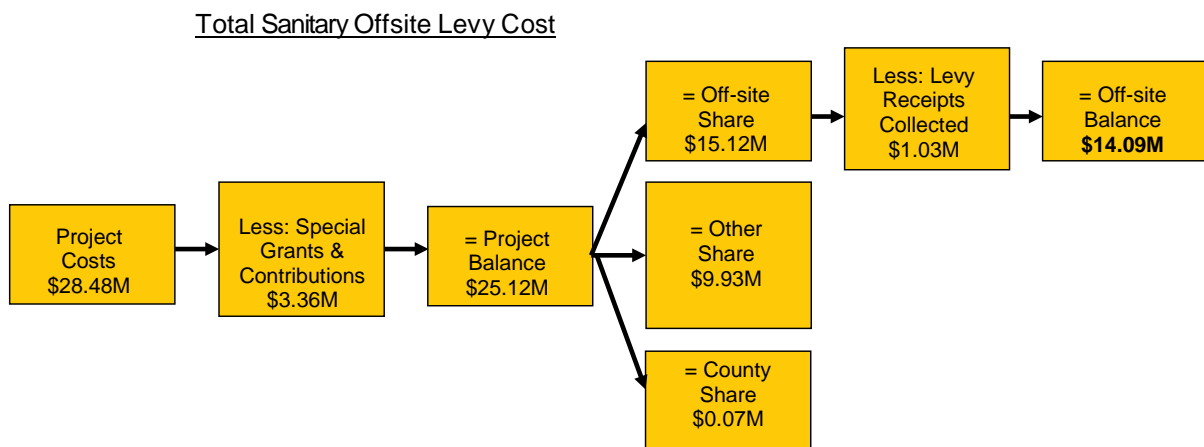 Total Sanitary Offsite Levy Cost
Project
Costs
$28.48M
Less: Special
Grants &
Contributions
$3.36M
= Project
Balance
$25.12M
= Off-site
Share
$15.12M
Less: Levy
Receipts
Collected
$1.03M
= Off-site
Balance
$14.09M
= Other
Share
$9.93M
= County
Share
$0.07M